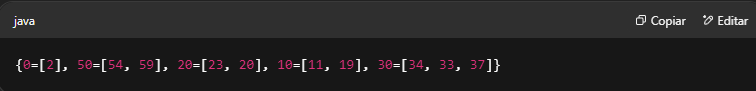 java
Copiar
Editar
{0=[2], 50=[54, 59], 20=[23, 20], 10=[11, 19], 30=[34, 33, 37]}